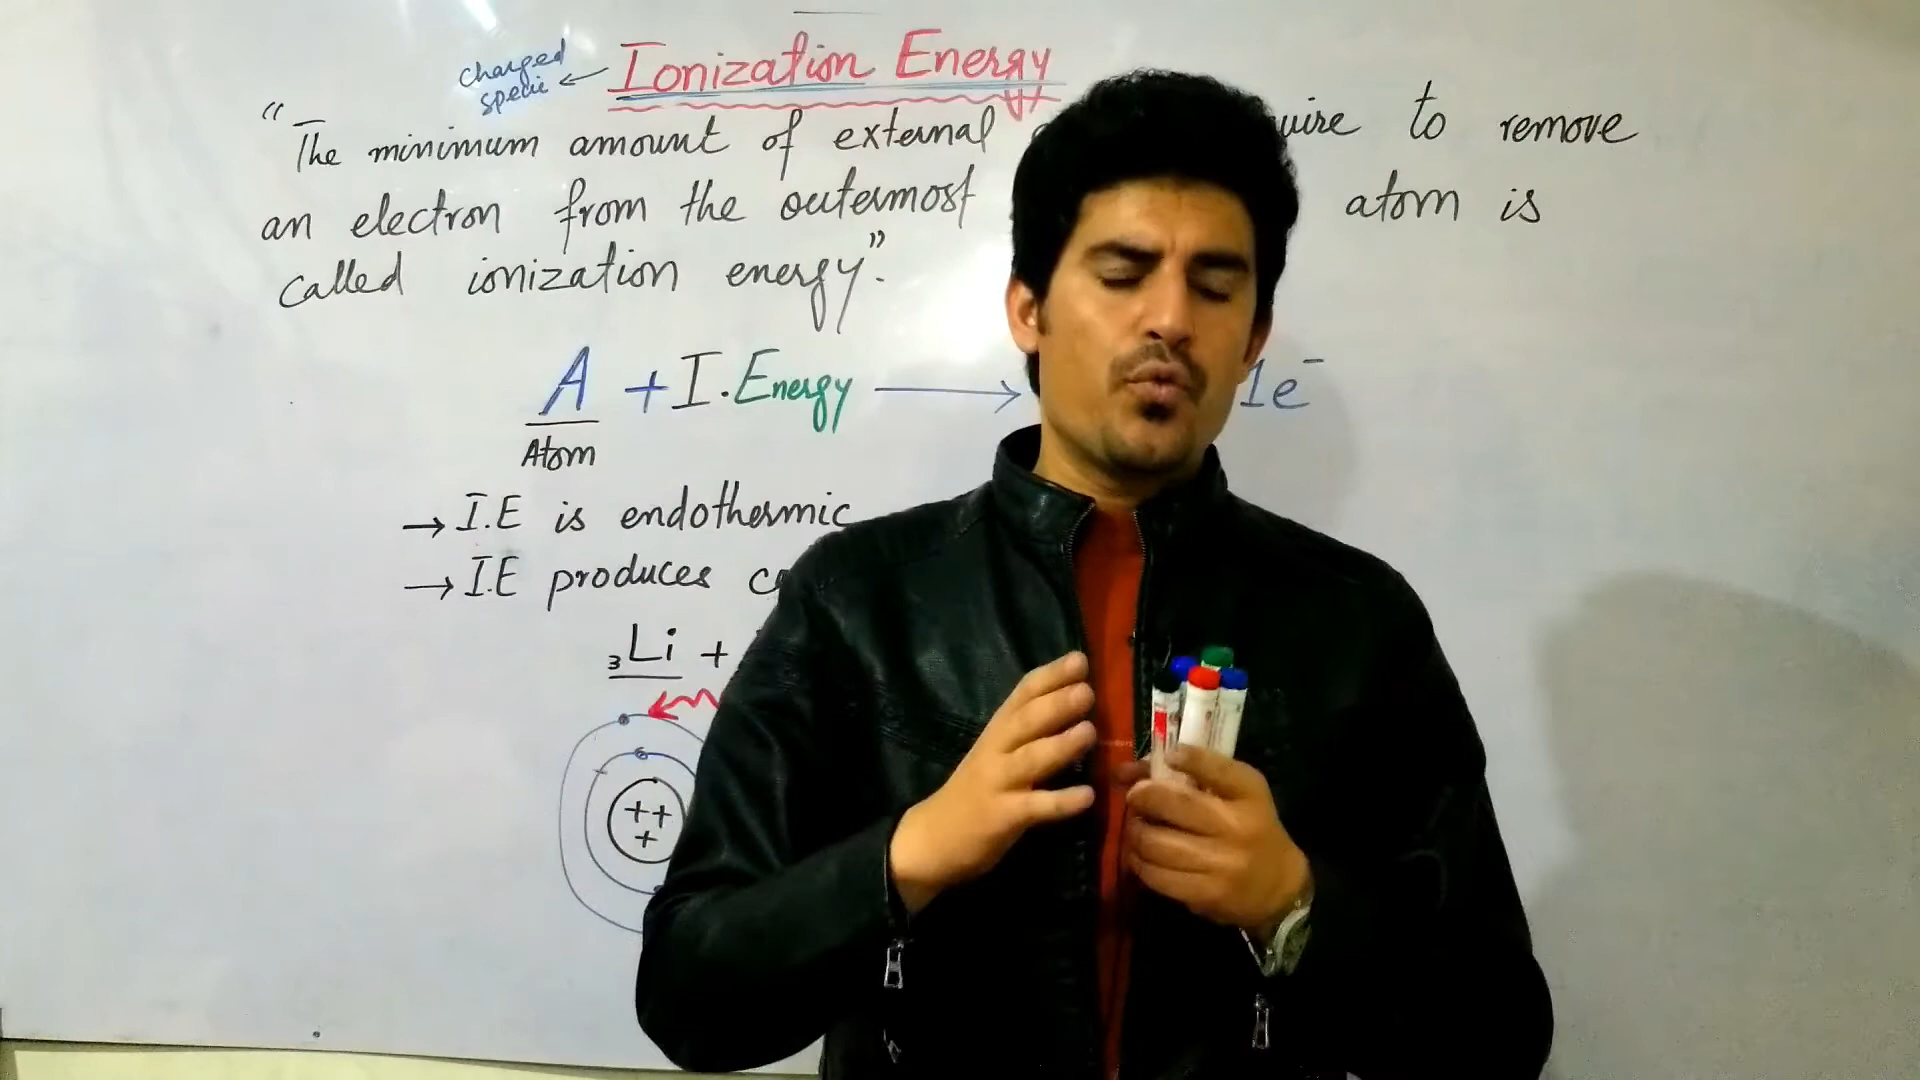 charged
specie ← Ionization Energy
"The minimum amount of external to remove
an electron from the outermost atom is
called ionization energy".
A + I.Energy ⟶ 1e⁻
Atom
→ I.E is endothermic
→ I.E produces
₃Li +
++
+